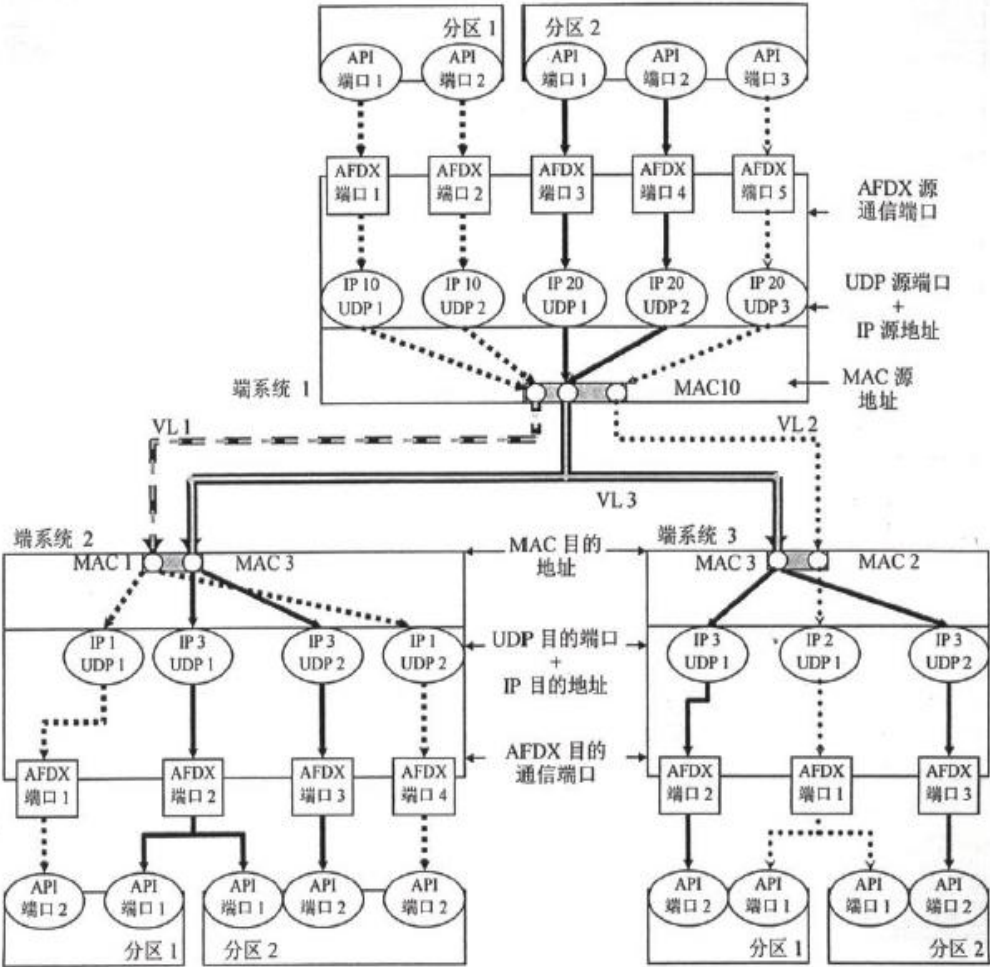 分区 1
分区 2
API
端口 1
API
端口 2
API
端口 1
API
端口 2
API
端口 3
AFDX
端口 1
AFDX
端口 2
AFDX
端口 3
AFDX
端口 4
AFDX
端口 5
AFDX 源
通信端口
IP 10
UDP 1
IP 10
UDP 2
IP 20
UDP 1
IP 20
UDP 2
IP 20
UDP 3
UDP 源端口
+
IP 源地址
端系统 1
MAC10
MAC 源
地址
VL 1
VL 2
VL 3
端系统 2
MAC 1
MAC 3
MAC 目的
地址
端系统 3
MAC 3
MAC 2
IP 1
UDP 1
IP 3
UDP 1
IP 3
UDP 2
IP 1
UDP 2
UDP 目的端口
+
IP 目的地址
IP 3
UDP 1
IP 2
UDP 1
IP 3
UDP 2
AFDX
端口 1
AFDX
端口 2
AFDX
端口 3
AFDX
端口 4
AFDX 目的
通信端口
AFDX
端口 2
AFDX
端口 1
AFDX
端口 3
API
端口 2
API
端口 1
API
端口 1
API
端口 2
API
端口 2
API
端口 2
API
端口 1
API
端口 1
API
端口 2
分区 1
分区 2
分区 1
分区 2